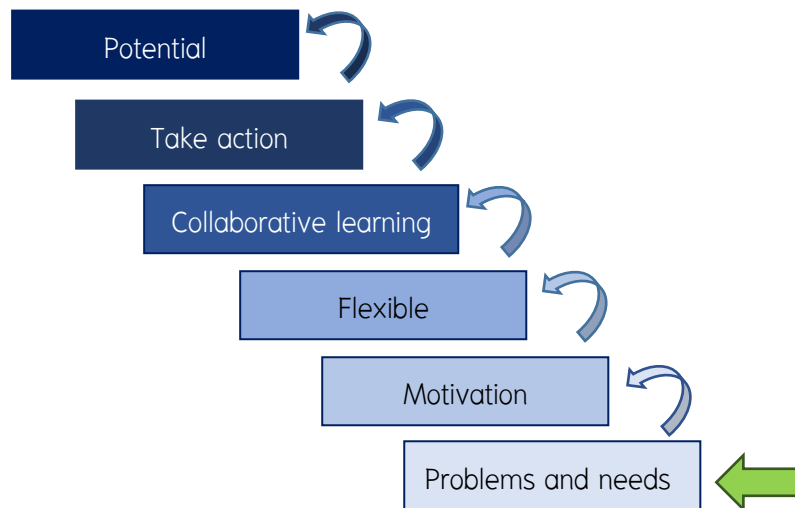 Potential
Take action
Collaborative learning
Flexible
Motivation
Problems and needs